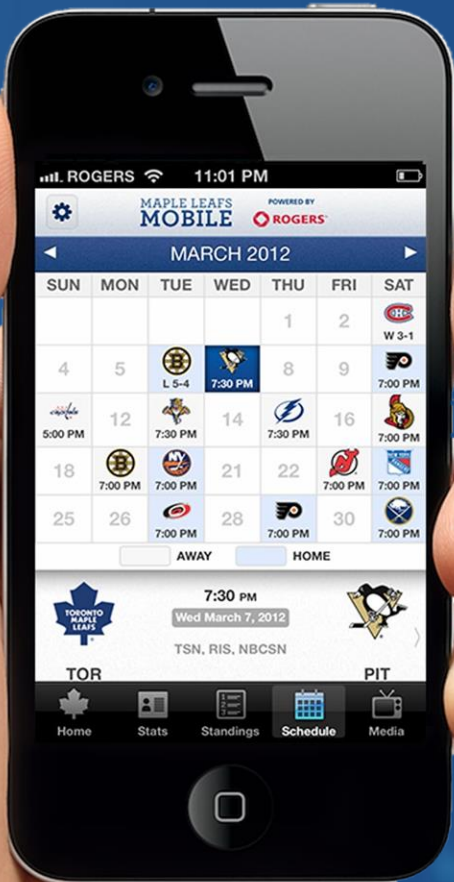 ROGERS 11:01 PM
MAPLE LEAFS MOBILE POWERED BY ROGERS
MARCH 2012
SUN MON TUE WED THU FRI SAT
1 2
W 3-1
4 5 8 9
L 5-4 7:30 PM 7:00 PM
capitals 12 14 16
5:00 PM 7:30 PM 7:30 PM 7:00 PM
18 21 22 NEW YORK
7:00 PM 7:00 PM 7:00 PM 7:00 PM
25 26 28 30
7:00 PM 7:00 PM 7:00 PM
AWAY HOME
7:30 PM
TORONTO MAPLE LEAFS
Wed March 7, 2012
TSN, RIS, NBCSN
TOR PIT
Home Stats Standings Schedule Media